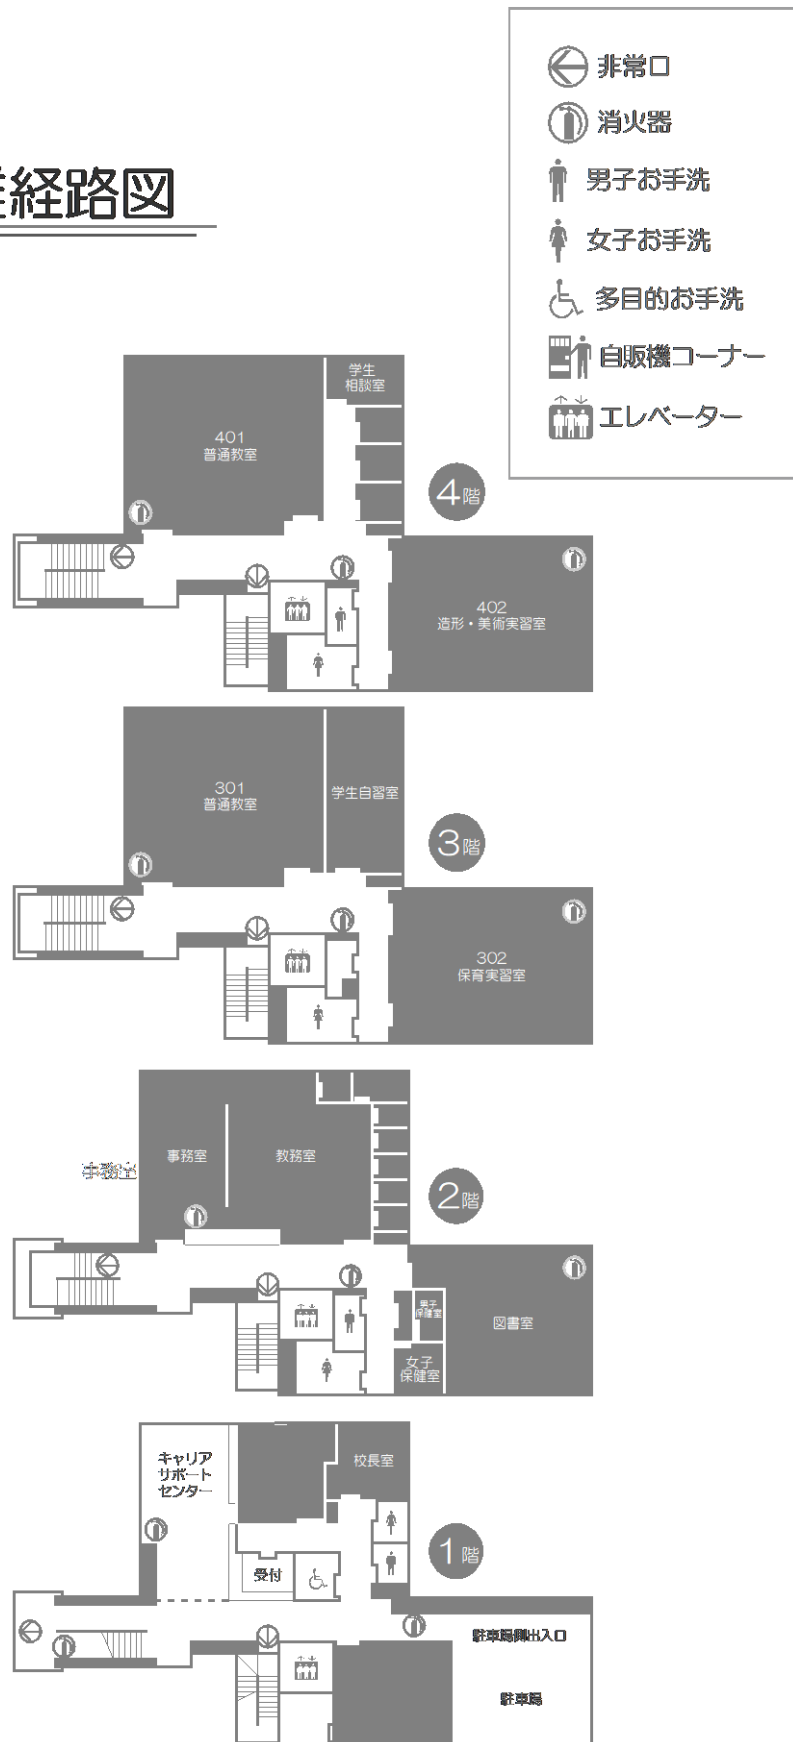 経路図
非常口
消火器
男子お手洗
女子お手洗
多目的お手洗
自販機コーナー
エレベーター
学生
相談室
401
普通教室
4階
402
造形・美術実習室
301
普通教室
学生自習室
3階
302
保育実習室
事務室
事務室
教務室
2階
男子
保健室
図書室
女子
保健室
キャリア
サポート
センター
校長室
1階
受付
駐車場側出入口
駐車場